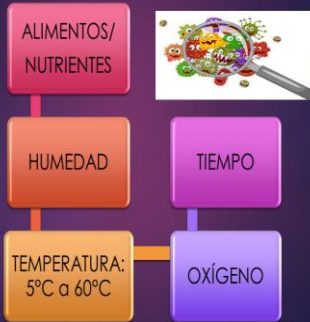 ALIMENTOS/
NUTRIENTES
HUMEDAD
TEMPERATURA:
5°C a 60°C
OXÍGENO
TIEMPO